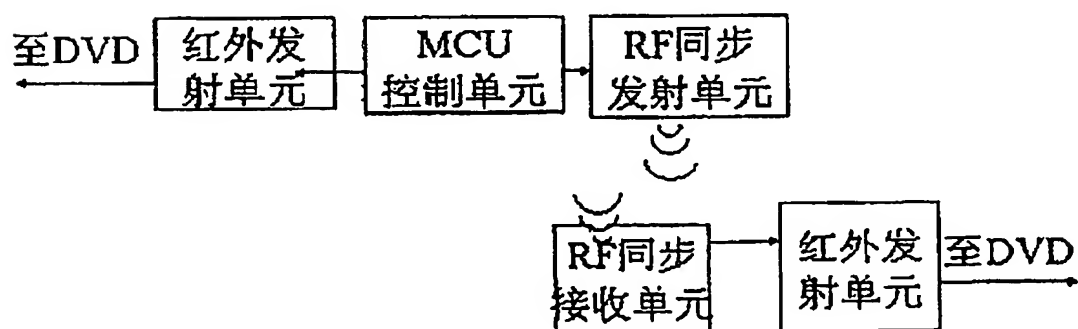 至DVD
红外发
射单元
MCU
控制单元
RF同步
发射单元
RF同步
接收单元
红外发
射单元
至DVD